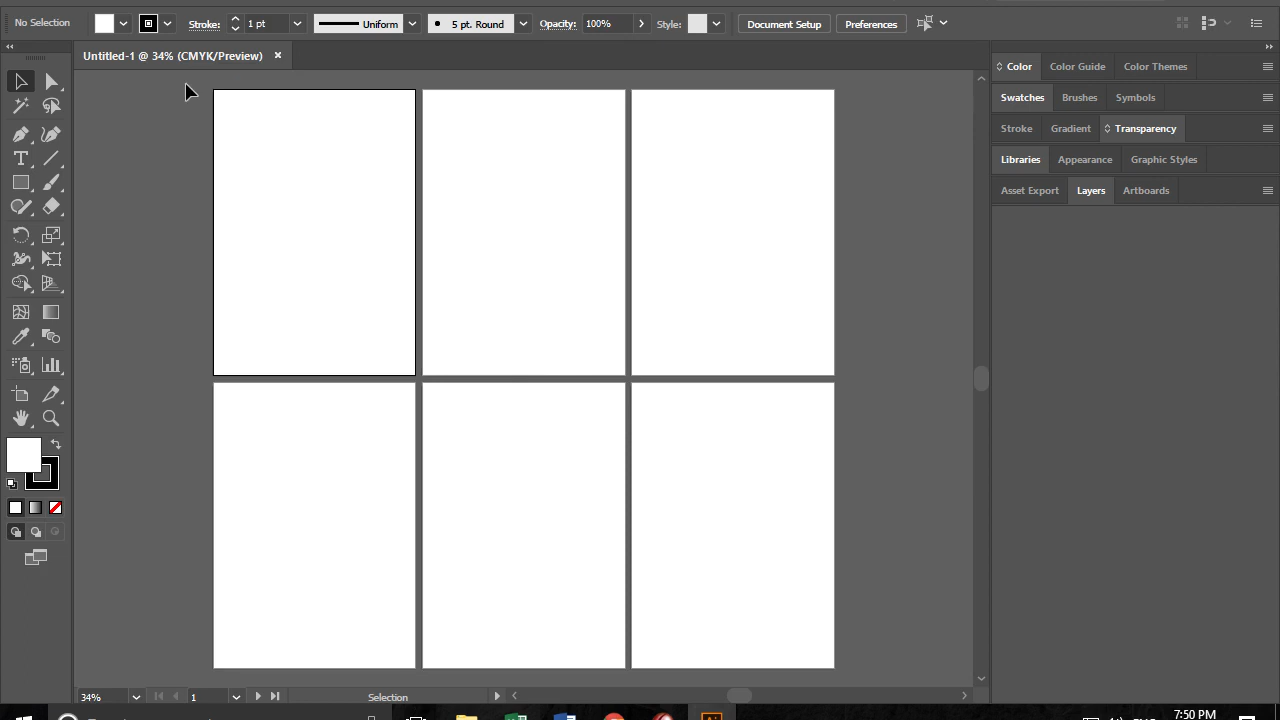 No Selection
Stroke: 1 pt Uniform 5 pt. Round Opacity: 100% Style: Document Setup Preferences
Untitled-1 @ 34% (CMYK/Preview)
Color Color Guide Color Themes
Swatches Brushes Symbols
Stroke Gradient Transparency
Libraries Appearance Graphic Styles
Asset Export Layers Artboards
34% 1 Selection
7:50 PM